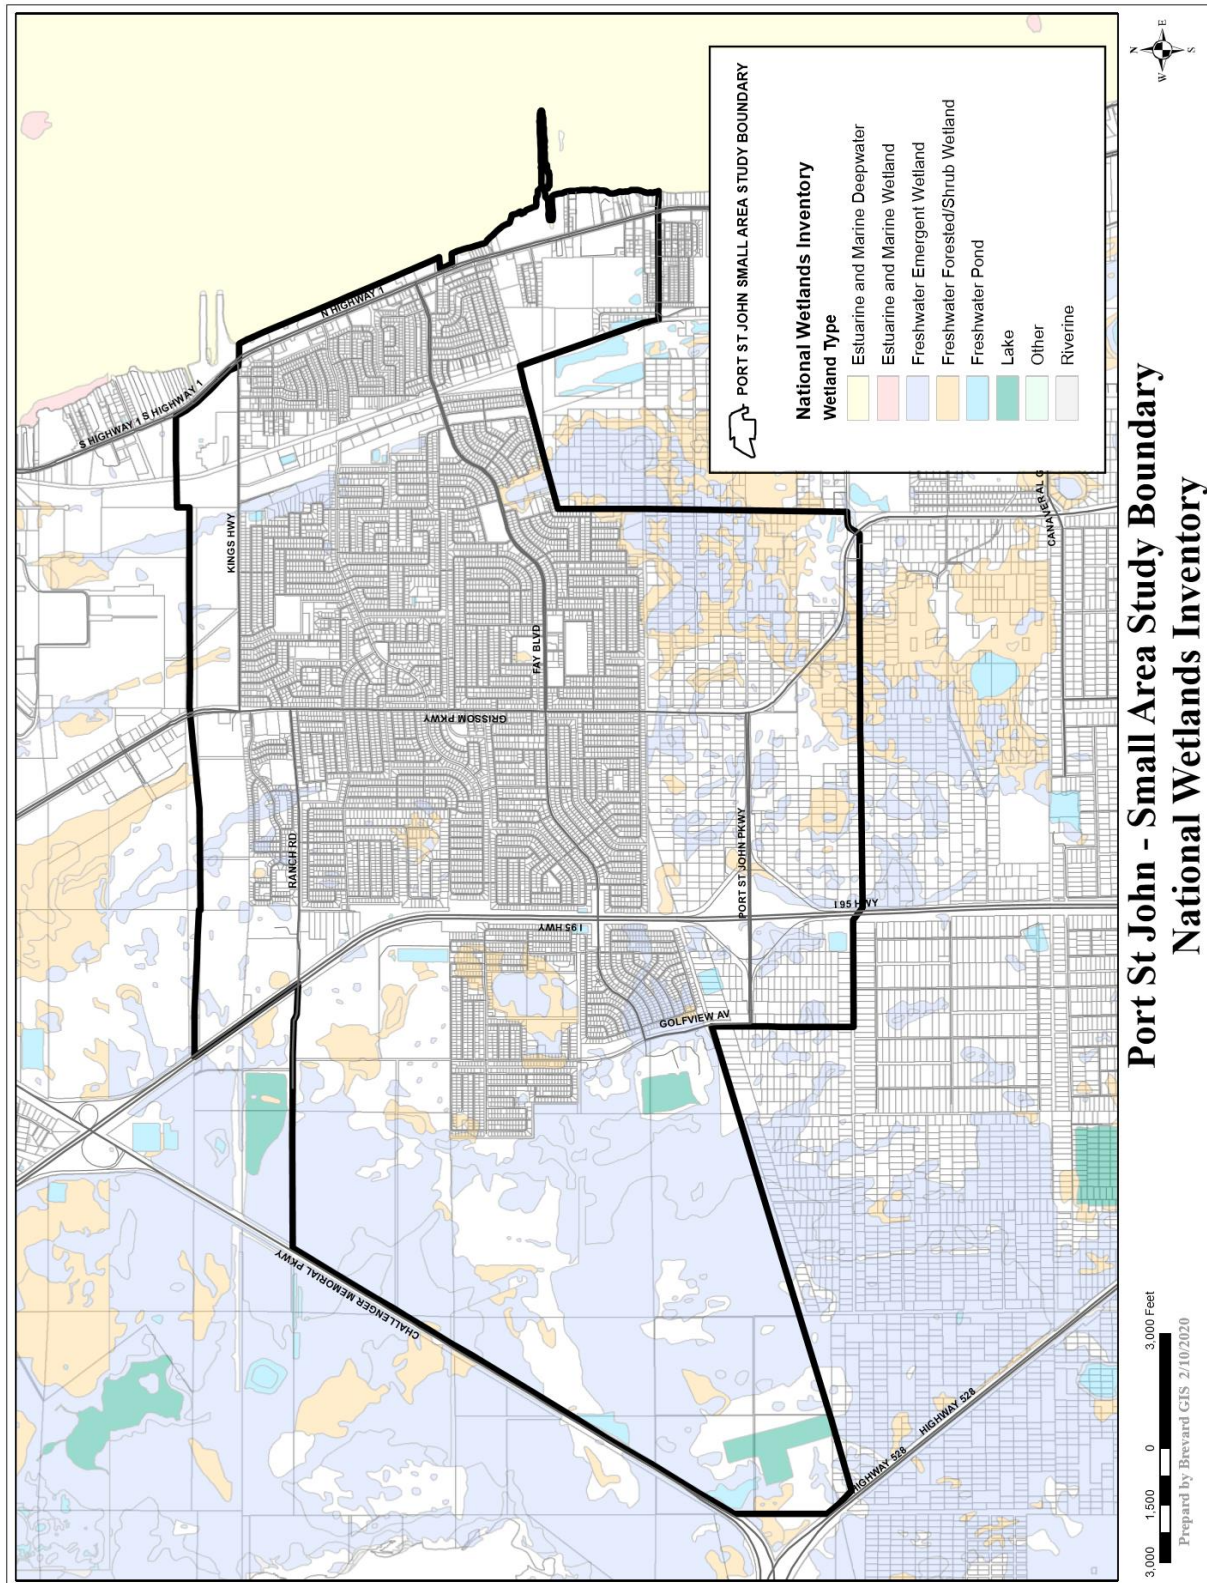 S HIGHWAY 1
S HIGHWAY 1
N HIGHWAY 1
KINGS HWY
GRISSOM PKWY
FAY BLVD
RANCH RD
I 95 HWY
PORT ST JOHN PKWY
I 95 HWY
GOLFVIEW AV
CHALLENGER MEMORIAL PKWY
HIGHWAY 528
HIGHWAY 528
PORT ST JOHN SMALL AREA STUDY BOUNDARY
National Wetlands Inventory
Wetland Type
Estuarine and Marine Deepwater
Estuarine and Marine Wetland
Freshwater Emergent Wetland
Freshwater Forested/Shrub Wetland
Freshwater Pond
Lake
Other
Riverine
CANAVERAL G
N
E
S
W
Port St John - Small Area Study Boundary
National Wetlands Inventory
3,000 1,500 0 3,000 Feet
Prepard by Brevard GIS 2/10/2020